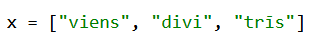 x = ["viens", "divi", "trīs"]